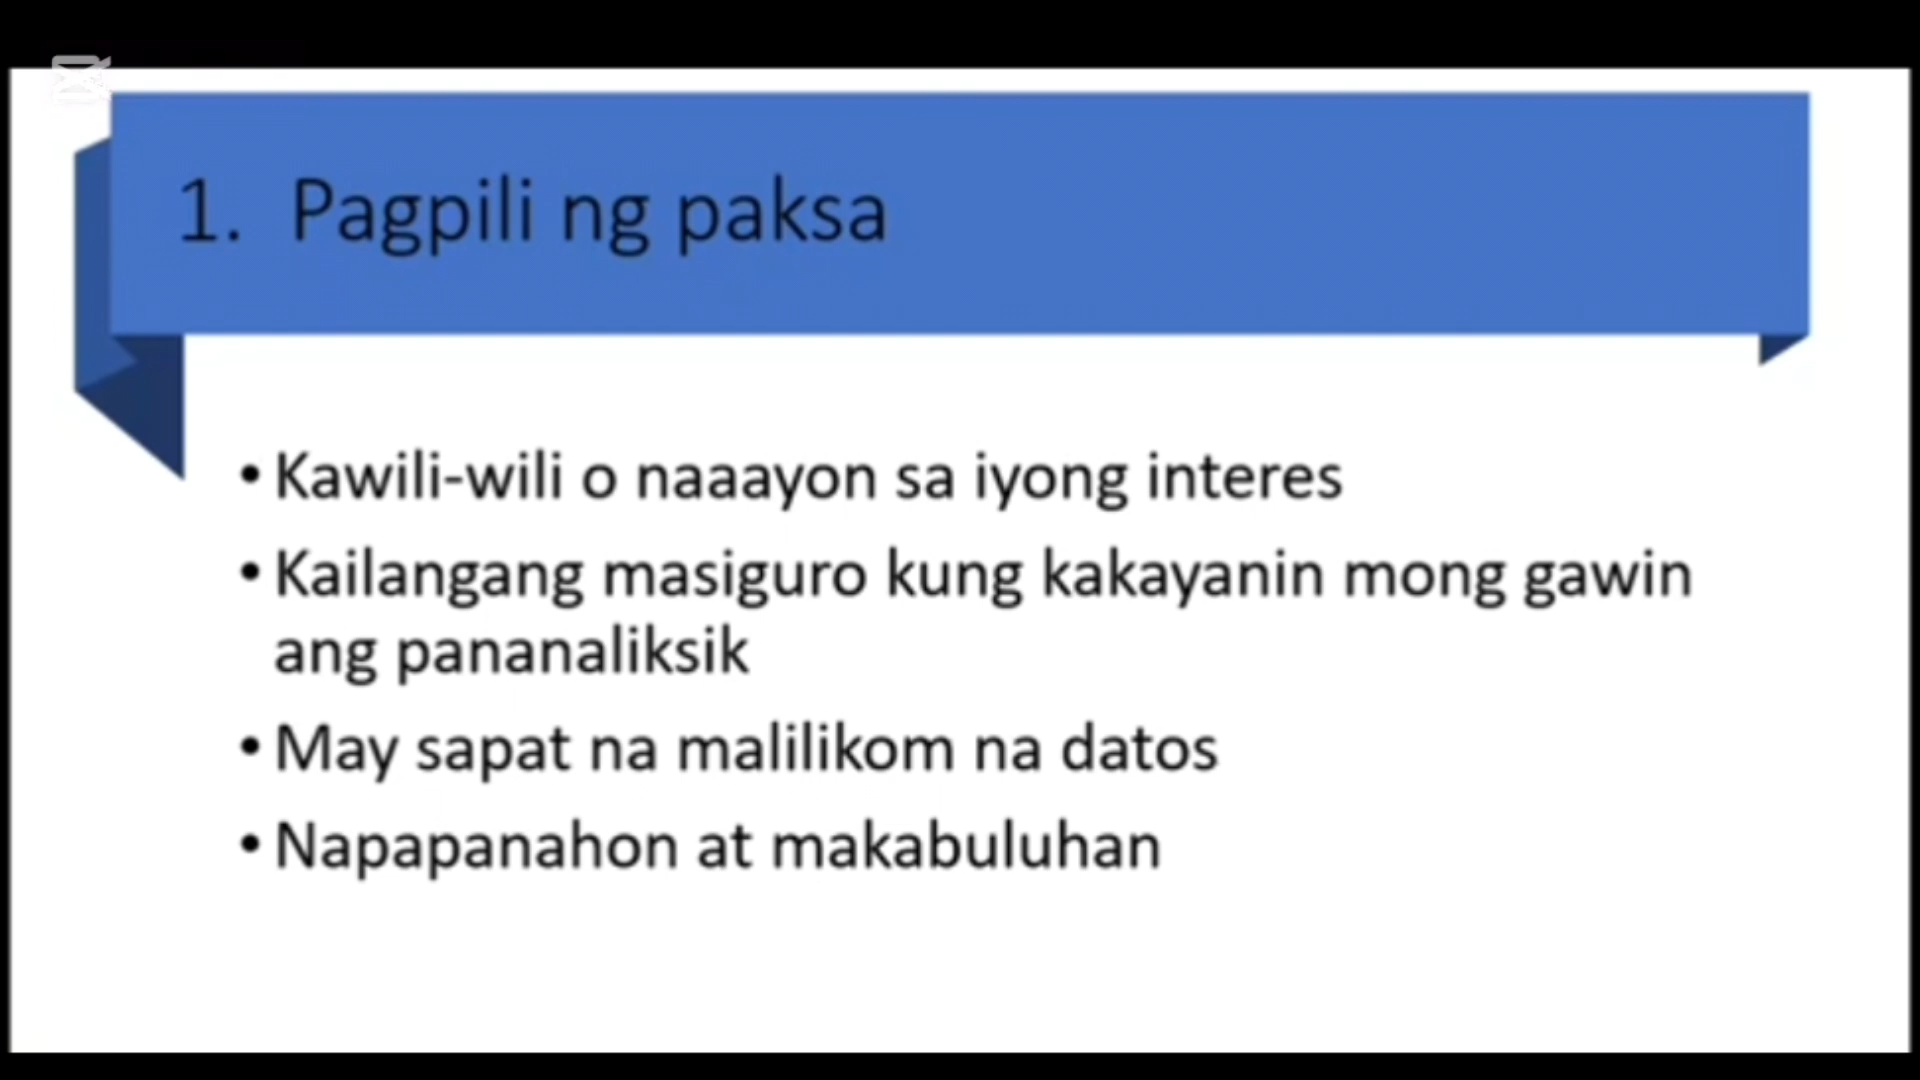 1. Pagpili ng paksa
• Kawili-wili o naaayon sa iyong interes
• Kailangang masiguro kung kakayanin mong gawin
ang pananaliksik
• May sapat na malilikom na datos
• Napapanahon at makabuluhan